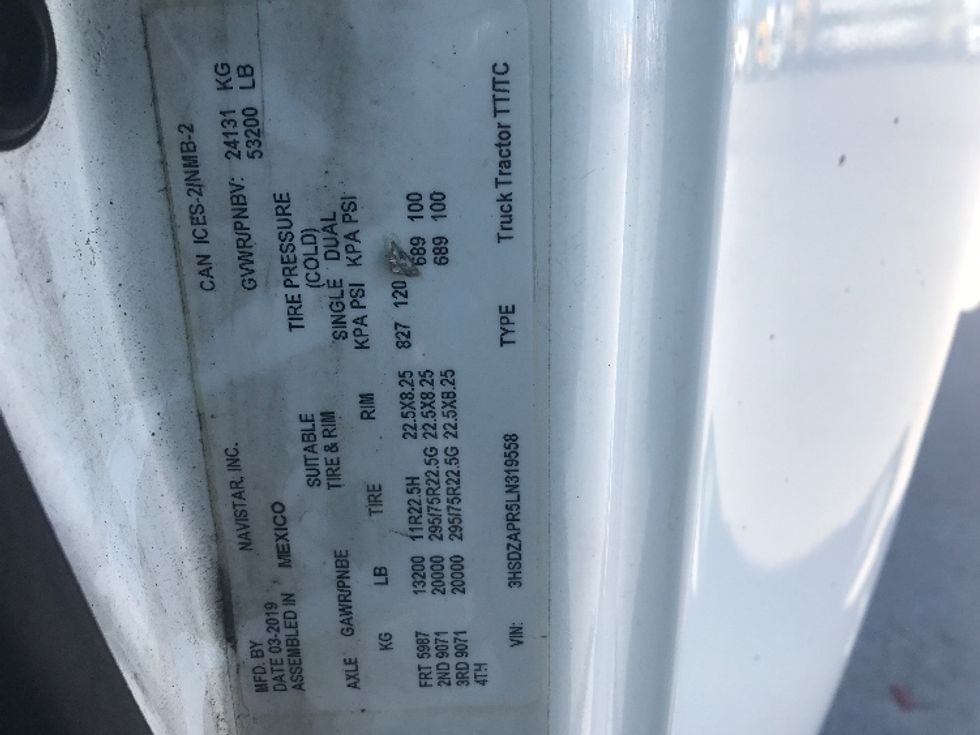 CAN ICES-2/NMB-2
MFD. BY NAVISTAR, INC. GVWR/PNBV: 24131 KG
DATE 03-2019 53200 LB
ASSEMBLED IN MEXICO
SUITABLE TIRE PRESSURE
TIRE & RIM (COLD)
SINGLE DUAL
AXLE GAWR/PNBE RIM KPA PSI KPA PSI
KG LB TIRE
FRT 5987 13200 11R22.5H 22.5X8.25 827 120
2ND 9071 20000 295/75R22.5G 22.5X8.25 689 100
3RD 9071 20000 295/75R22.5G 22.5X8.25 689 100
4TH
VIN: 3HSDZAPR5LN319558 TYPE Truck Tractor TT/TC